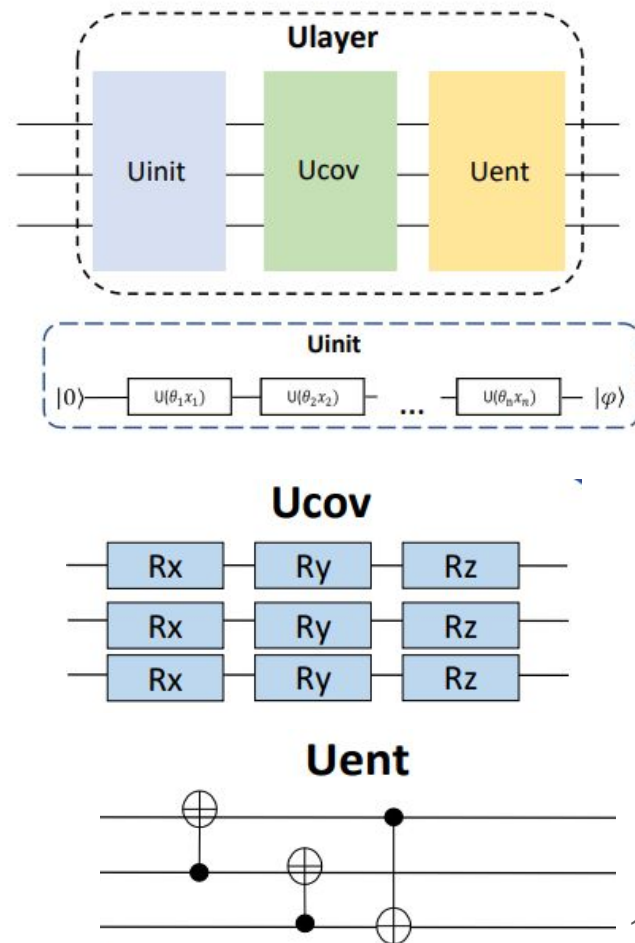 Ulayer
Uinit Ucov Uent
Uinit
|0⟩ U(θ₁x₁) U(θ₂x₂) ... U(θₙxₙ) |φ⟩
Ucov
Rx Ry Rz
Rx Ry Rz
Rx Ry Rz
Uent